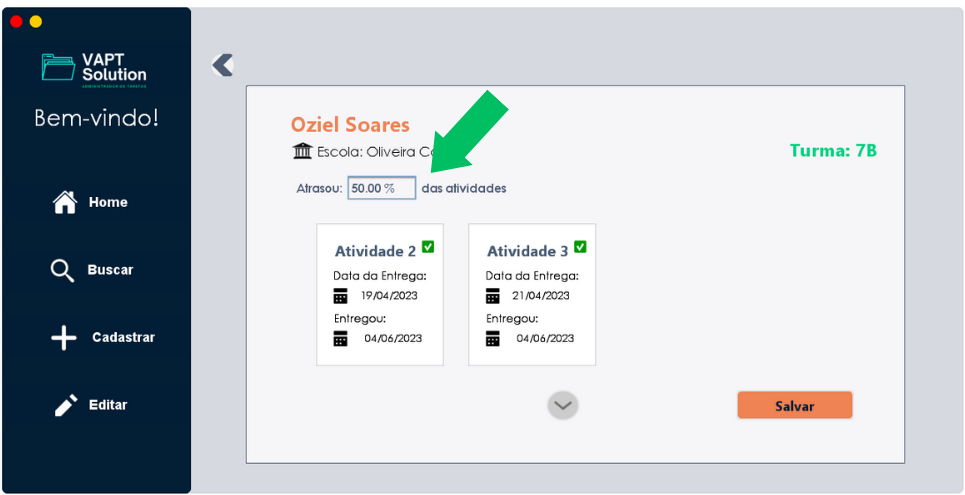 VAPT
Solution
ADMINISTRADOR DE TAREFAS
Bem-vindo!
Home
Buscar
Cadastrar
Editar
Oziel Soares
Escola: Oliveira
Turma: 7B
Atrasou: 50.00 % das atividades
Atividade 2
Data da Entrega:
19/04/2023
Entregou:
04/06/2023
Atividade 3
Data da Entrega:
21/04/2023
Entregou:
04/06/2023
Salvar